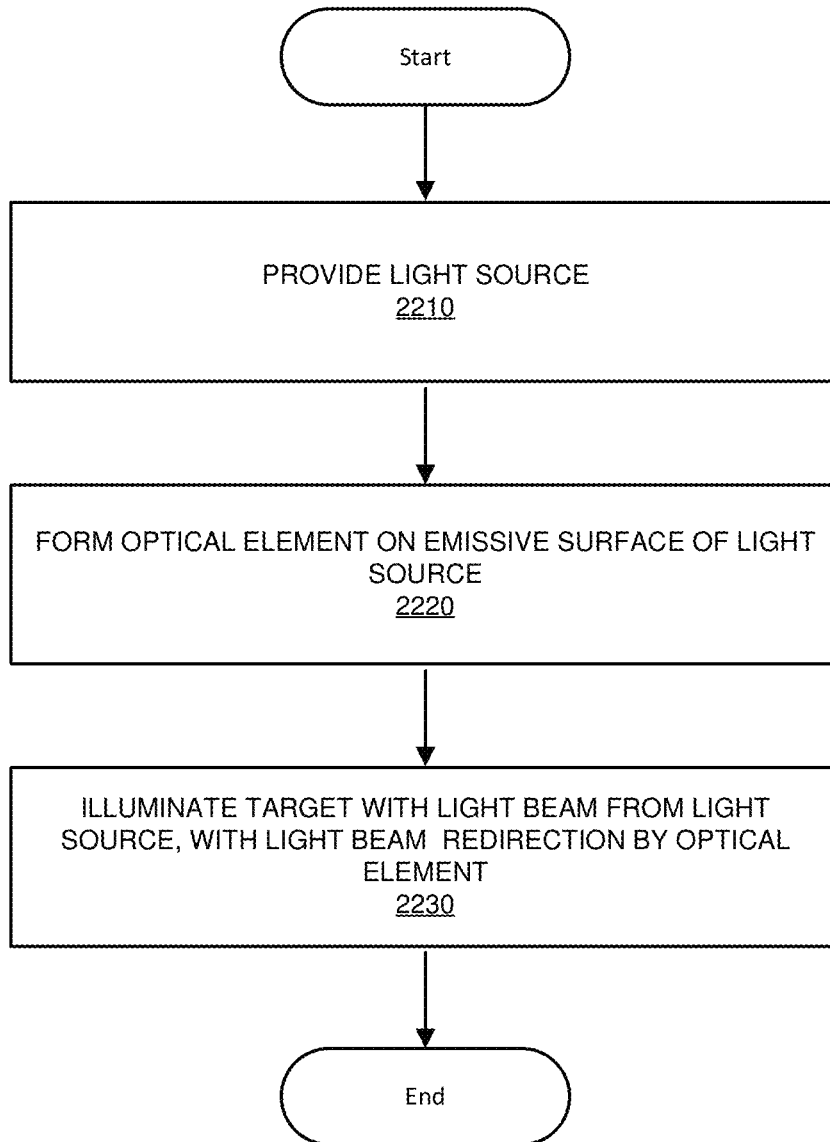 Start
PROVIDE LIGHT SOURCE
2210
FORM OPTICAL ELEMENT ON EMISSIVE SURFACE OF LIGHT
SOURCE
2220
ILLUMINATE TARGET WITH LIGHT BEAM FROM LIGHT
SOURCE, WITH LIGHT BEAM REDIRECTION BY OPTICAL
ELEMENT
2230
End